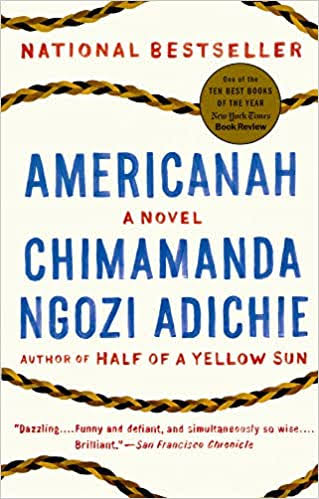 NATIONAL BESTSELLER
One of the
TEN BEST BOOKS
OF THE YEAR
New York Times
Book Review
AMERICANAH
A NOVEL
CHIMAMANDA
NGOZI ADICHIE
AUTHOR OF HALF OF A YELLOW SUN
"Dazzling....Funny and defiant, and simultaneously so wise....
Brilliant."—San Francisco Chronicle